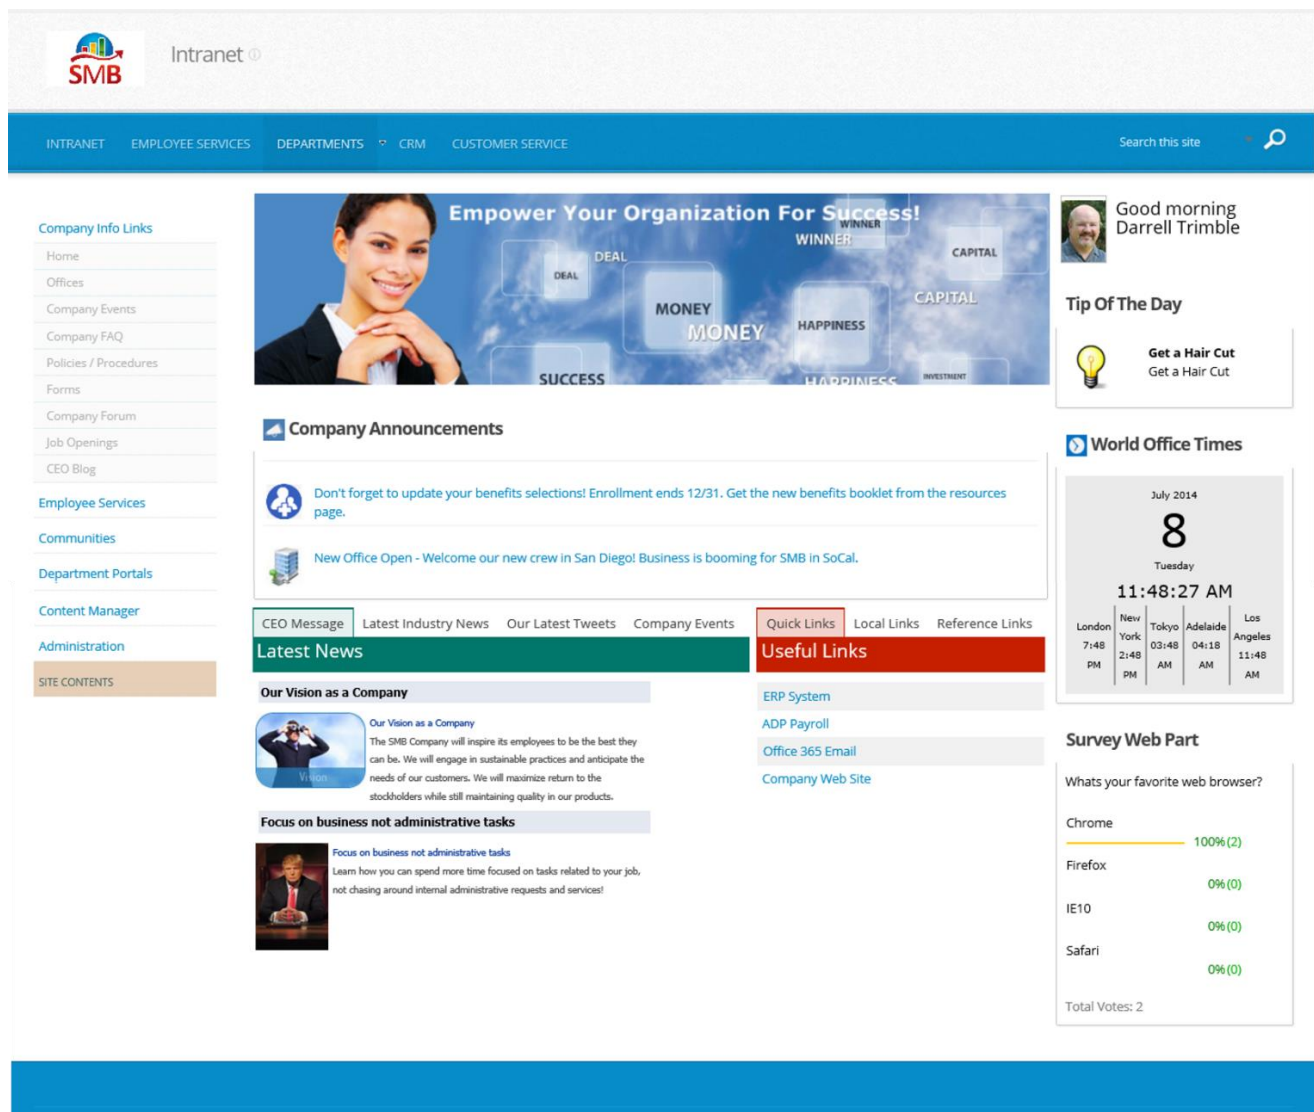 SMB
Intranet
INTRANET
EMPLOYEE SERVICES
DEPARTMENTS
CRM
CUSTOMER SERVICE
Search this site
Company Info Links
Home
Offices
Company Events
Company FAQ
Policies / Procedures
Forms
Company Forum
Job Openings
CEO Blog
Employee Services
Communities
Department Portals
Content Manager
Administration
SITE CONTENTS
Empower Your Organization For Success!
WINNER
WINNER
DEAL
DEAL
CAPITAL
CAPITAL
MONEY
MONEY
HAPPINESS
SUCCESS
HAPPINESS
INVESTMENT
Company Announcements
Don't forget to update your benefits selections! Enrollment ends 12/31. Get the new benefits booklet from the resources
page.
New Office Open - Welcome our new crew in San Diego! Business is booming for SMB in SoCal.
CEO Message
Latest Industry News
Our Latest Tweets
Company Events
Latest News
Our Vision as a Company
Our Vision as a Company
The SMB Company will inspire its employees to be the best they
can be. We will engage in sustainable practices and anticipate the
needs of our customers. We will maximize return to the
stockholders while still maintaining quality in our products.
Vision
Focus on business not administrative tasks
Focus on business not administrative tasks
Learn how you can spend more time focused on tasks related to your job,
not chasing around internal administrative requests and services!
Quick Links
Local Links
Reference Links
Useful Links
ERP System
ADP Payroll
Office 365 Email
Company Web Site
Good morning
Darrell Trimble
Tip Of The Day
Get a Hair Cut
Get a Hair Cut
World Office Times
July 2014
8
Tuesday
11:48:27 AM
London
7:48
PM
New
York
2:48
PM
Tokyo
03:48
AM
Adelaide
04:18
AM
Los
Angeles
11:48
AM
Survey Web Part
Whats your favorite web browser?
Chrome
100% (2)
Firefox
0% (0)
IE10
0% (0)
Safari
0% (0)
Total Votes: 2